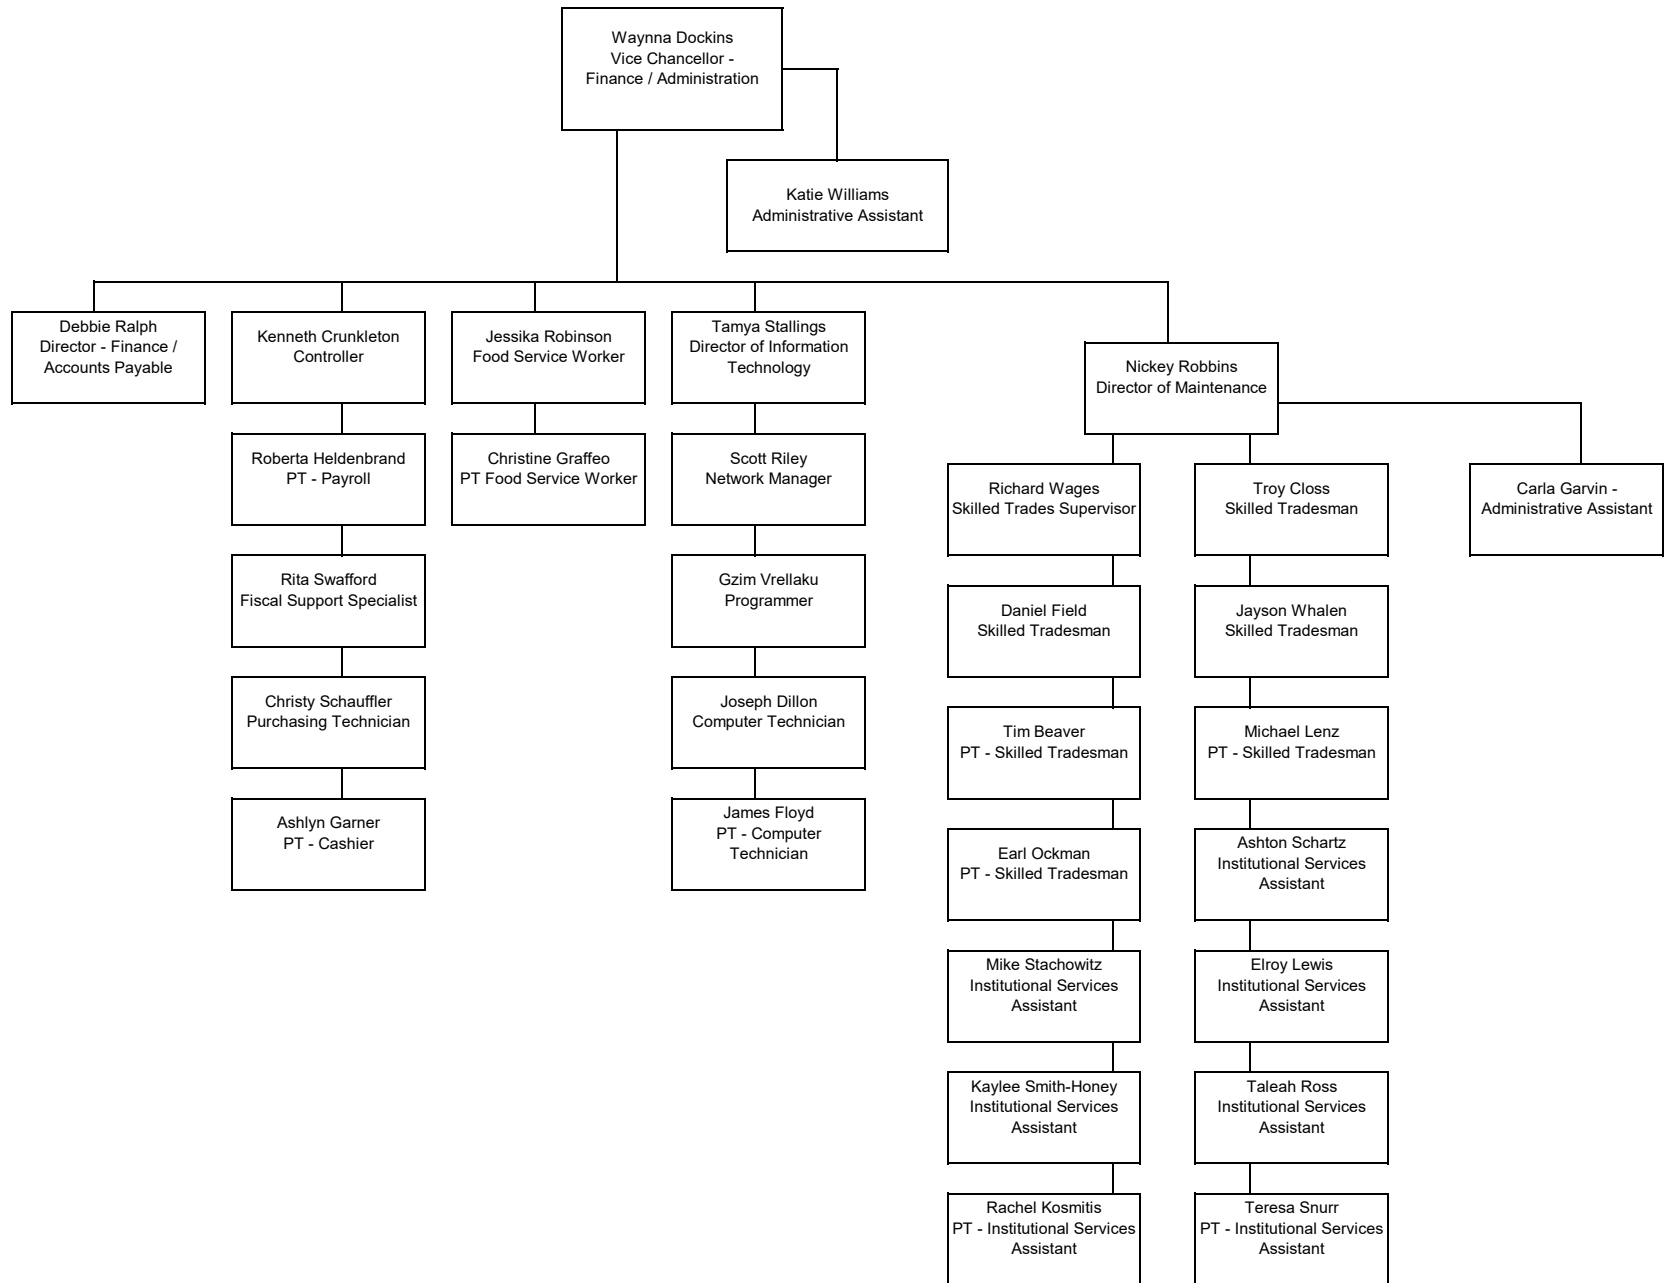 Waynna Dockins
Vice Chancellor -
Finance / Administration
Katie Williams
Administrative Assistant
Debbie Ralph
Director - Finance /
Accounts Payable
Kenneth Crunkleton
Controller
Jessika Robinson
Food Service Worker
Tamya Stallings
Director of Information
Technology
Nickey Robbins
Director of Maintenance
Roberta Heldenbrand
PT - Payroll
Christine Graffeo
PT Food Service Worker
Scott Riley
Network Manager
Richard Wages
Skilled Trades Supervisor
Troy Closs
Skilled Tradesman
Carla Garvin -
Administrative Assistant
Rita Swafford
Fiscal Support Specialist
Gzim Vrellaku
Programmer
Daniel Field
Skilled Tradesman
Jayson Whalen
Skilled Tradesman
Christy Schauffler
Purchasing Technician
Joseph Dillon
Computer Technician
Tim Beaver
PT - Skilled Tradesman
Michael Lenz
PT - Skilled Tradesman
Ashlyn Garner
PT - Cashier
James Floyd
PT - Computer
Technician
Earl Ockman
PT - Skilled Tradesman
Ashton Schartz
Institutional Services
Assistant
Mike Stachowitz
Institutional Services
Assistant
Elroy Lewis
Institutional Services
Assistant
Kaylee Smith-Honey
Institutional Services
Assistant
Taleah Ross
Institutional Services
Assistant
Rachel Kosmitis
PT - Institutional Services
Assistant
Teresa Snurr
PT - Institutional Services
Assistant